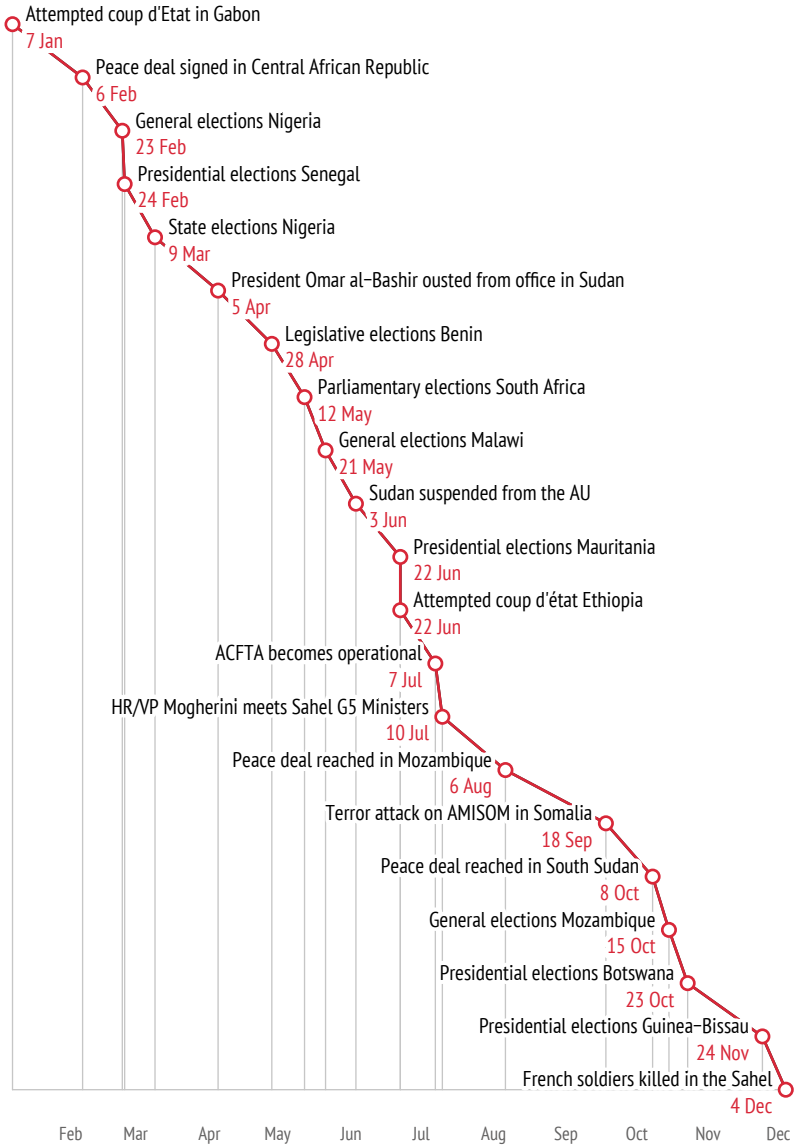 Attempted coup d'Etat in Gabon
7 Jan
Peace deal signed in Central African Republic
6 Feb
General elections Nigeria
23 Feb
Presidential elections Senegal
24 Feb
State elections Nigeria
9 Mar
President Omar al-Bashir ousted from office in Sudan
5 Apr
Legislative elections Benin
28 Apr
Parliamentary elections South Africa
12 May
General elections Malawi
21 May
Sudan suspended from the AU
3 Jun
Presidential elections Mauritania
22 Jun
Attempted coup d'état Ethiopia
22 Jun
ACFTA becomes operational
7 Jul
HR/VP Mogherini meets Sahel G5 Ministers
10 Jul
Peace deal reached in Mozambique
6 Aug
Terror attack on AMISOM in Somalia
18 Sep
Peace deal reached in South Sudan
8 Oct
General elections Mozambique
15 Oct
Presidential elections Botswana
23 Oct
Presidential elections Guinea-Bissau
24 Nov
French soldiers killed in the Sahel
4 Dec
Feb Mar Apr May Jun Jul Aug Sep Oct Nov Dec